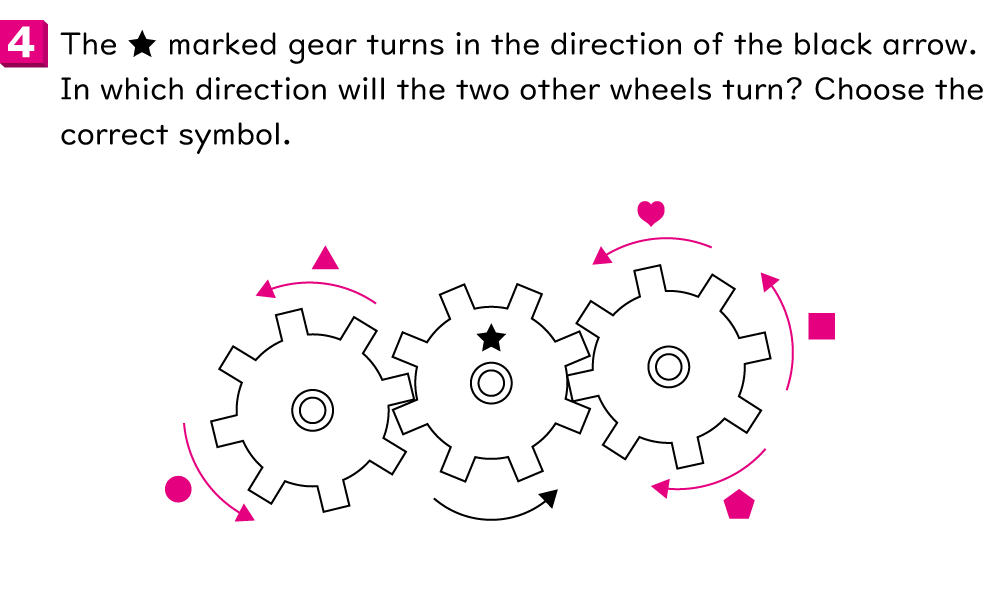 4 The ★ marked gear turns in the direction of the black arrow.
In which direction will the two other wheels turn? Choose the
correct symbol.